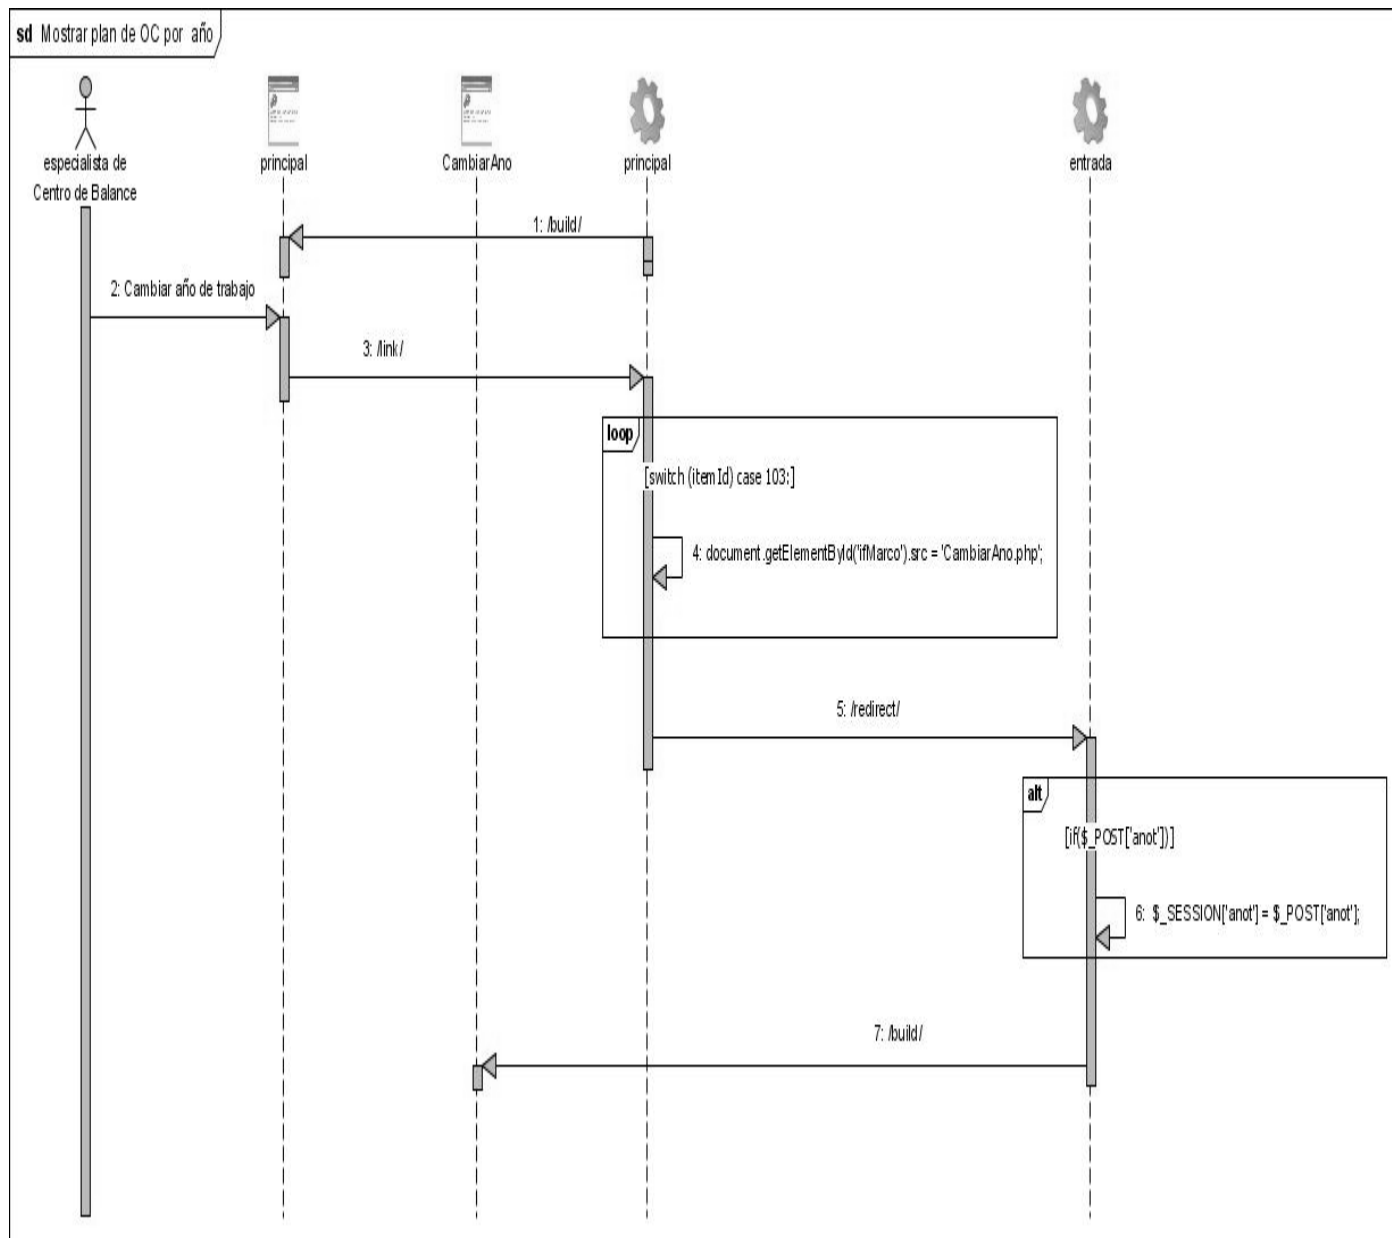 sd Mostrar plan de OC por año
especialista de
Centro de Balance
principal
CambiarAno
principal
entrada
1: /build/
2: Cambiar año de trabajo
3: /link/
loop
[switch (itemId) case 103:]
4: document.getElementById('ifMarco').src = 'CambiarAno.php';
5: /redirect/
alt
[if($_POST['anot'])]
6: $_SESSION['anot'] = $_POST['anot'];
7: /build/